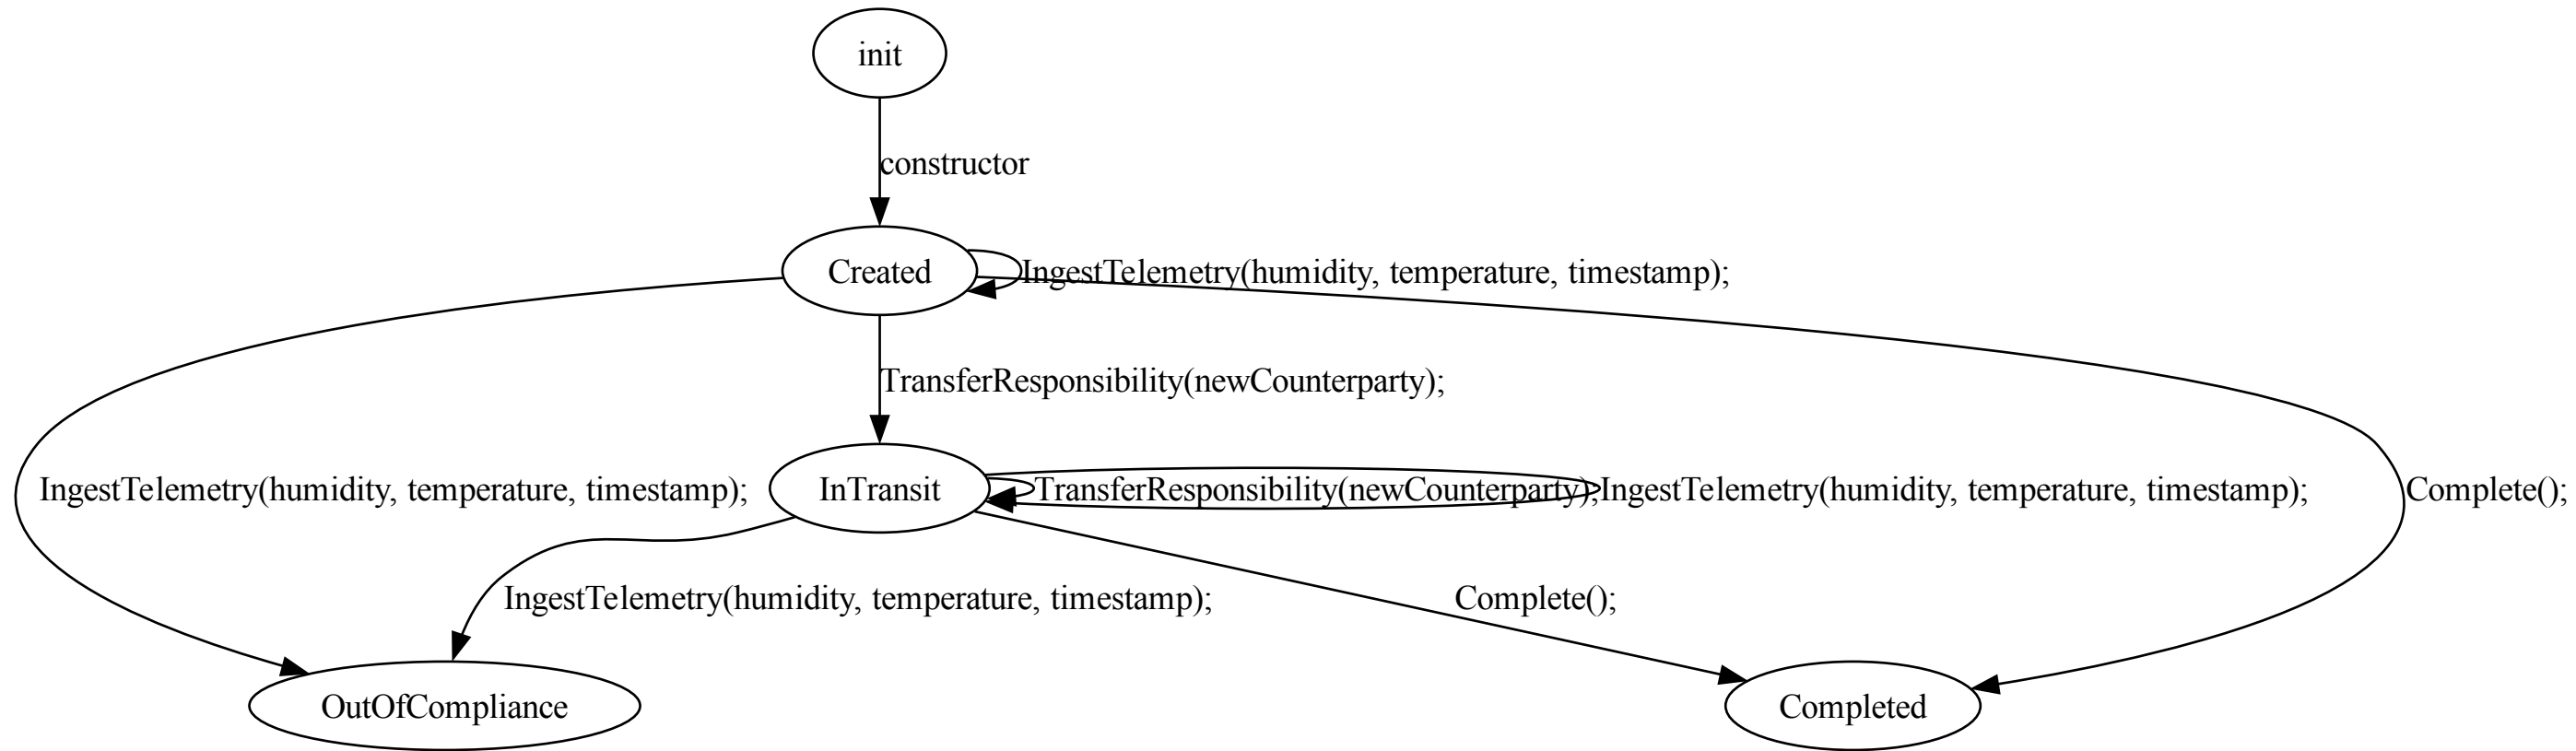 init
constructor
Created
IngestTelemetry(humidity, temperature, timestamp);
TransferResponsibility(newCounterparty);
IngestTelemetry(humidity, temperature, timestamp);
InTransit
TransferResponsibility(newCounterparty);
IngestTelemetry(humidity, temperature, timestamp);
Complete();
IngestTelemetry(humidity, temperature, timestamp);
Complete();
OutOfCompliance
Completed